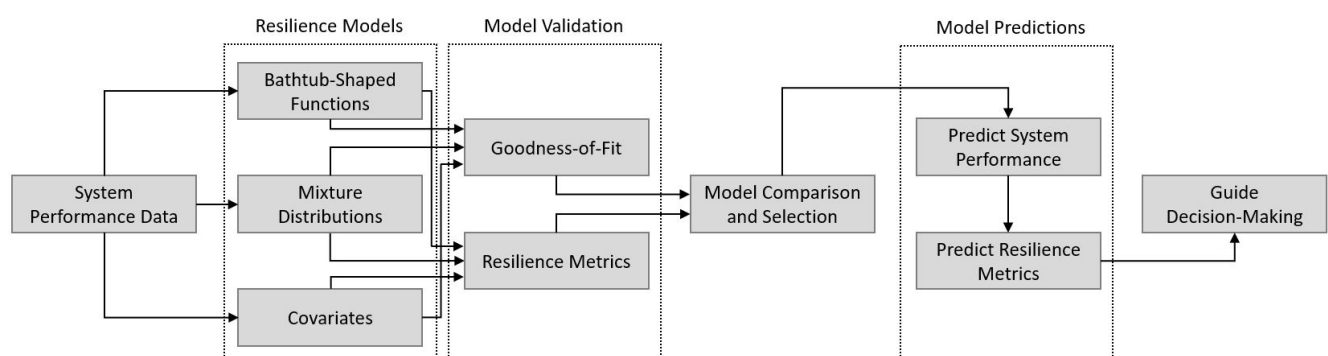 Resilience Models
Model Validation
Model Predictions
Bathtub-Shaped
Functions
Goodness-of-Fit
Predict System
Performance
System
Performance Data
Mixture
Distributions
Model Comparison
and Selection
Guide
Decision-Making
Resilience Metrics
Predict Resilience
Metrics
Covariates